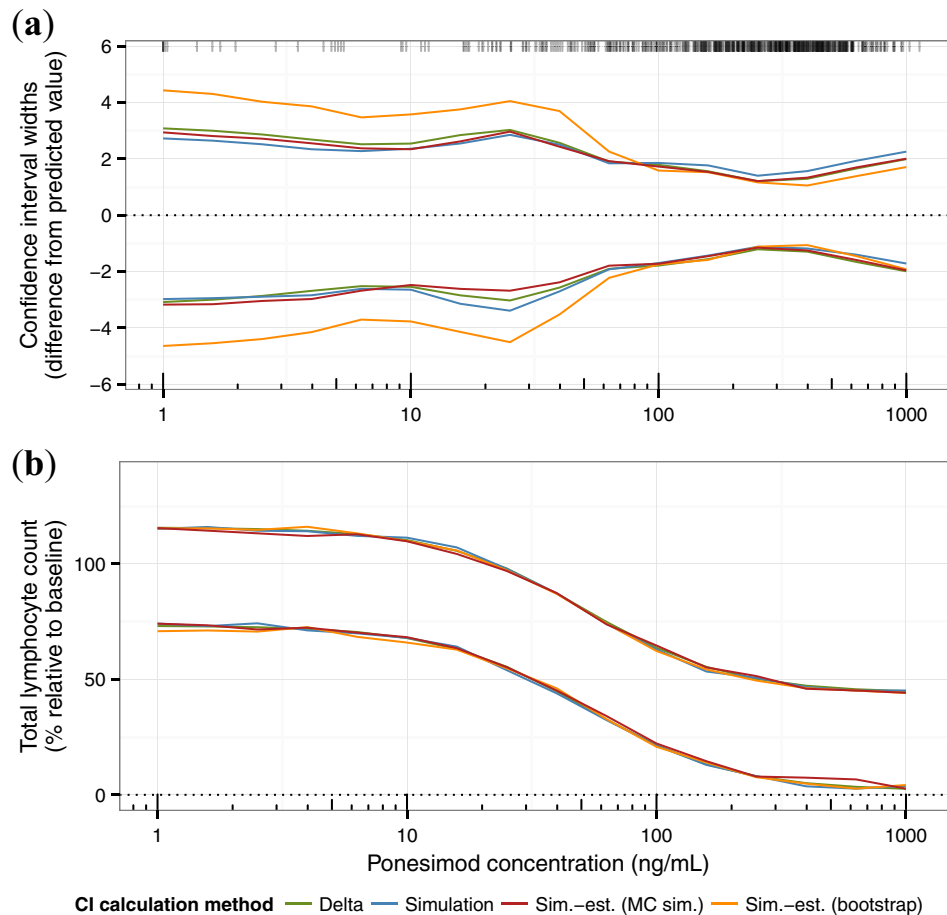 (a)
Confidence interval widths
(difference from predicted value)
6
4
2
0
−2
−4
−6
1 10 100 1000
(b)
Total lymphocyte count
(% relative to baseline)
100
50
0
1 10 100 1000
Ponesimod concentration (ng/mL)
CI calculation method Delta Simulation Sim.−est. (MC sim.) Sim.−est. (bootstrap)